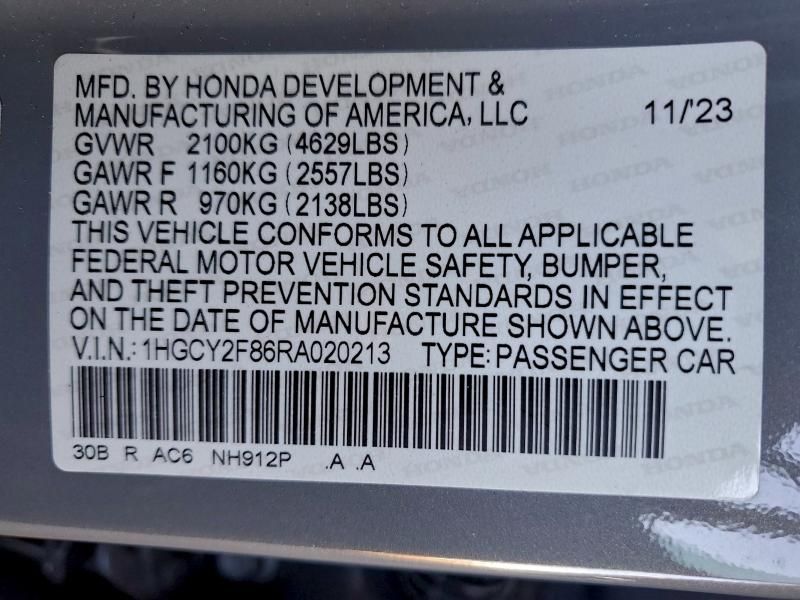 MFD. BY HONDA DEVELOPMENT &
MANUFACTURING OF AMERICA, LLC 11/'23
GVWR 2100KG (4629LBS)
GAWR F 1160KG (2557LBS)
GAWR R 970KG (2138LBS)
THIS VEHICLE CONFORMS TO ALL APPLICABLE
FEDERAL MOTOR VEHICLE SAFETY, BUMPER,
AND THEFT PREVENTION STANDARDS IN EFFECT
ON THE DATE OF MANUFACTURE SHOWN ABOVE.
V.I.N.: 1HGCY2F86RA020213 TYPE: PASSENGER CAR
30B R AC6 NH912P .A .A